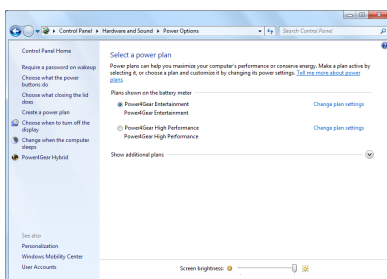 Control Panel ▸ Hardware and Sound ▸ Power Options
Search Control Panel
Control Panel Home
Require a password on wakeup
Choose what the power
buttons do
Choose what closing the lid
does
Create a power plan
Choose when to turn off the
display
Change when the computer
sleeps
Power4Gear Hybrid
See also
Personalization
Windows Mobility Center
User Accounts
Select a power plan
Power plans can help you maximize your computer's performance or conserve energy. Make a plan active by
selecting it, or choose a plan and customize it by changing its power settings. Tell me more about power
plans
Plans shown on the battery meter
Power4Gear Entertainment
Change plan settings
Power4Gear Entertainment
Power4Gear High Performance
Change plan settings
Power4Gear High Performance
Show additional plans
Screen brightness: